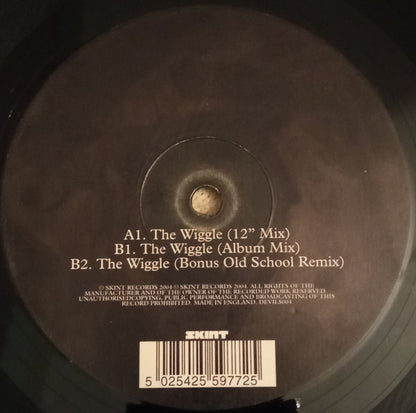 A1. The Wiggle (12” Mix)
B1. The Wiggle (Album Mix)
B2. The Wiggle (Bonus Old School Remix)
© SKINT RECORDS 2004 © SKINT RECORDS 2004. ALL RIGHTS OF THE
MANUFACTURER AND OF THE OWNER OF THE RECORDED WORK RESERVED.
UNAUTHORISEDCOPYING, PUBLIC PERFORMANCE AND BROADCASTING OF THIS
RECORD PROHIBITED. MADE IN ENGLAND. DEVILS004
SKINT
5 025425 597725